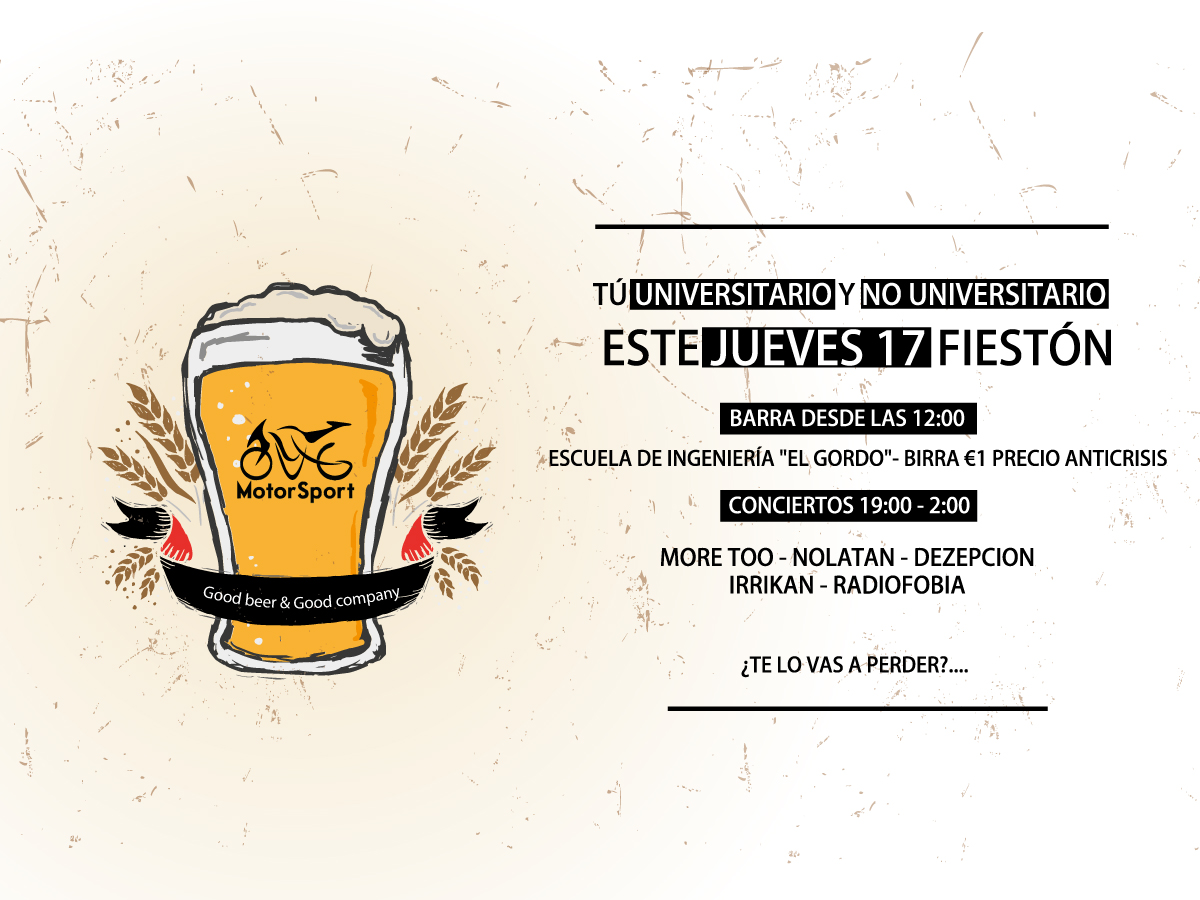 MotorSport
Good beer & Good company
TÚ UNIVERSITARIO Y NO UNIVERSITARIO
ESTE JUEVES 17 FIESTÓN
BARRA DESDE LAS 12:00
ESCUELA DE INGENIERÍA "EL GORDO"- BIRRA €1 PRECIO ANTICRISIS
CONCIERTOS 19:00 - 2:00
MORE TOO - NOLATAN - DEZEPCION
IRRIKAN - RADIOFOBIA
¿TE LO VAS A PERDER?....